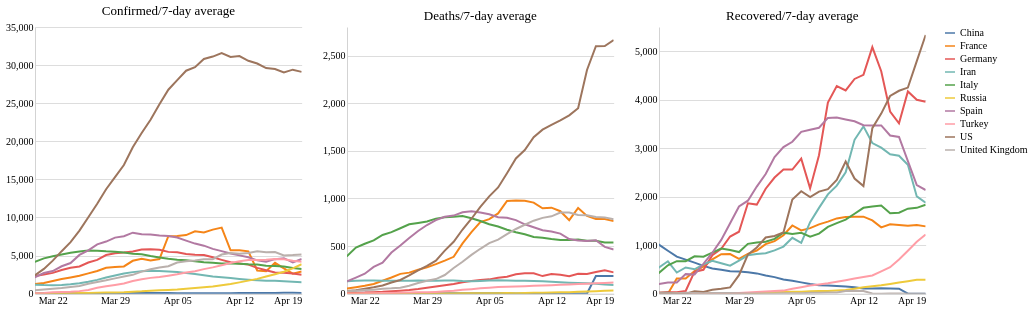 Confirmed/7-day average
35,000
30,000
25,000
20,000
15,000
10,000
5,000
0
Mar 22
Mar 29
Apr 05
Apr 12
Apr 19
Deaths/7-day average
2,500
2,000
1,500
1,000
500
0
Mar 22
Mar 29
Apr 05
Apr 12
Apr 19
Recovered/7-day average
5,000
4,000
3,000
2,000
1,000
0
Mar 22
Mar 29
Apr 05
Apr 12
Apr 19
China
France
Germany
Iran
Italy
Russia
Spain
Turkey
US
United Kingdom